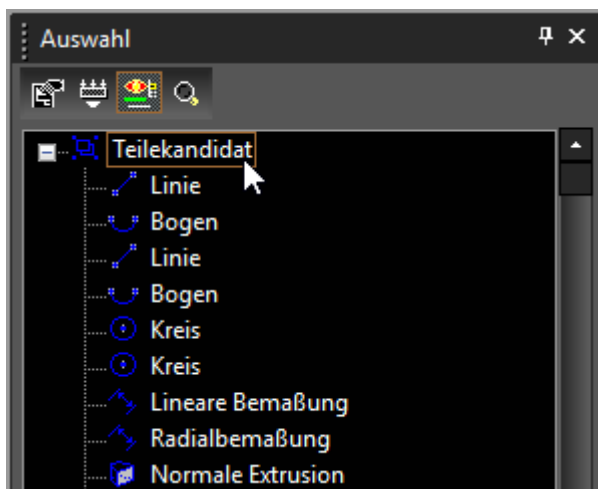 Auswahl
Teilekandidat
Linie
Bogen
Linie
Bogen
Kreis
Kreis
Lineare Bemaßung
Radialbemaßung
Normale Extrusion